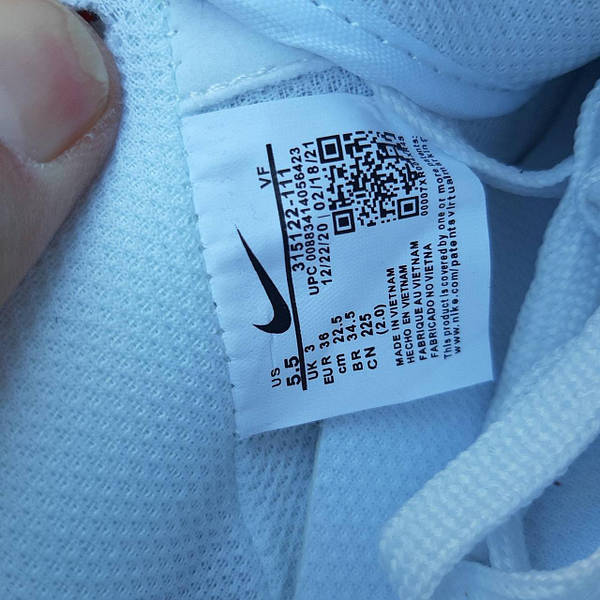 US
5.5
UK 3
EUR 36
cm 22.5
BR 34.5
CN 225
(2.0)
VF
315122-111
UPC 00883414056423
12/22/20 | 02/18/21
MADE IN VIETNAM
HECHO EN VIETNAM
FABRIQUE AU VIETNAM
FABRICADO NO VIETNA
This product is covered by one or more
www.nike.com/patents virtual